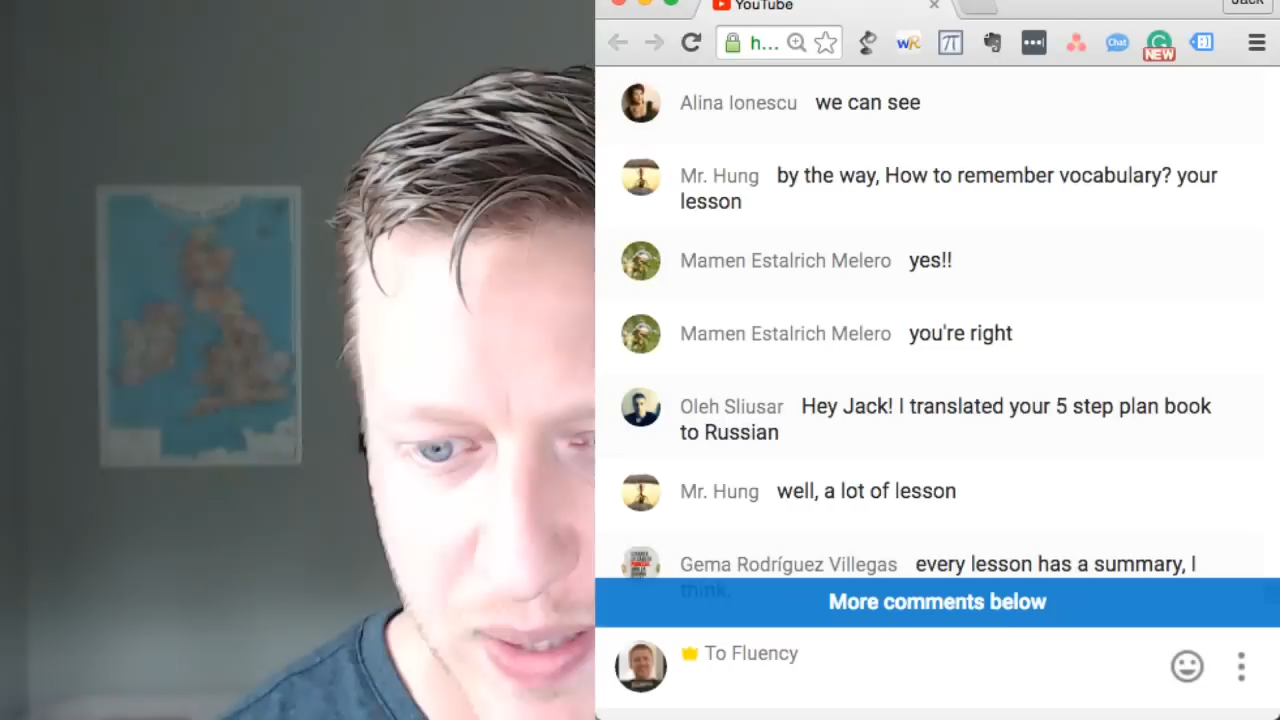 YouTube
Jack
h...
wR
π
Chat
NEW
Alina Ionescu we can see
Mr. Hung by the way, How to remember vocabulary? your
lesson
Mamen Estalrich Melero yes!!
Mamen Estalrich Melero you're right
Oleh Sliusar Hey Jack! I translated your 5 step plan book
to Russian
Mr. Hung well, a lot of lesson
Gema Rodríguez Villegas every lesson has a summary, I
think.
More comments below
To Fluency